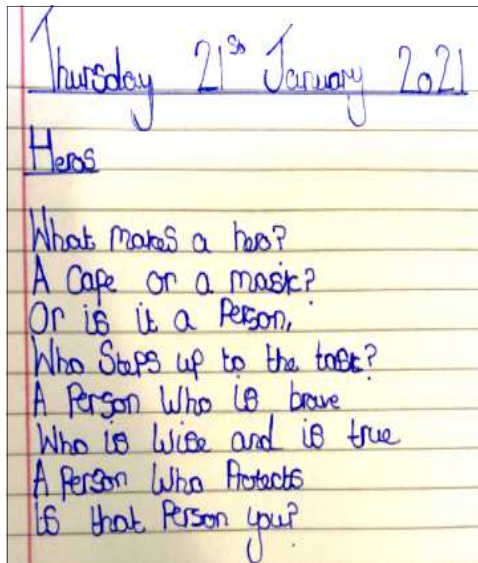 Thursday 21st January 2021
Heros
What makes a hero?
A Cape or a mask?
Or is it a Person,
Who Steps up to the task?
A Person Who is brave
Who is Wise and is true
A Person Who Protects
is that Person you?